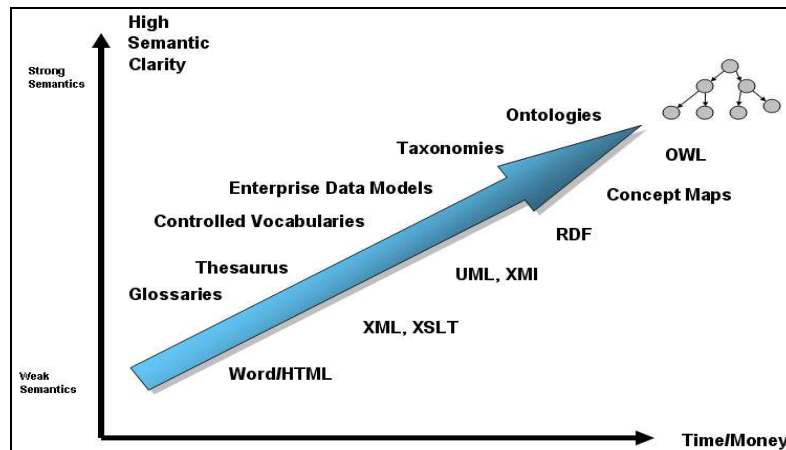 High
Semantic
Clarity
Strong
Semantics
Ontologies
Taxonomies
OWL
Enterprise Data Models
Concept Maps
Controlled Vocabularies
RDF
Thesaurus
UML, XMI
Glossaries
XML, XSLT
Word/HTML
Weak
Semantics
Time/Money